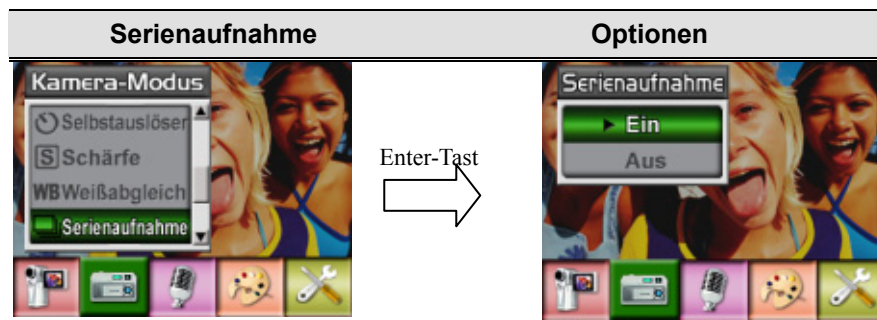 Serienaufnahme
Optionen
Kamera-Modus
Selbstauslöser
S Schärfe
WB Weißabgleich
Serienaufnahme
Enter-Tast
Serienaufnahme
Ein
Aus